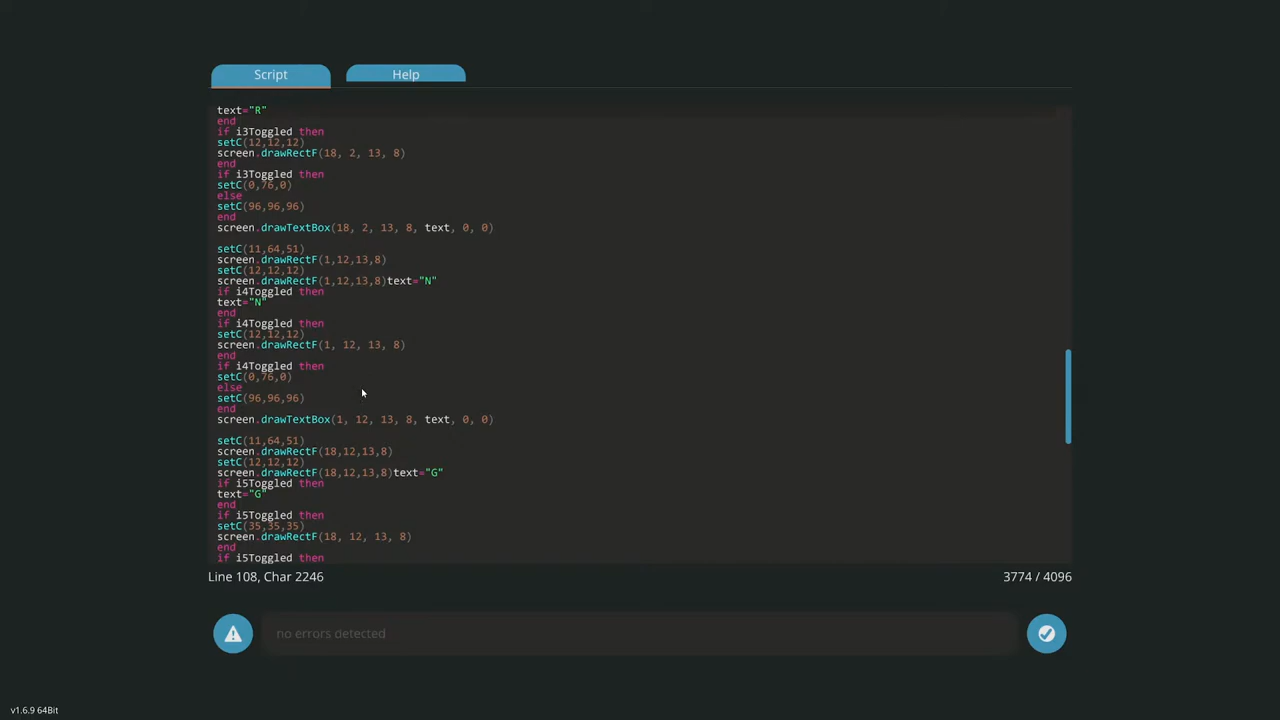 Script
Help
text="R"
end
if i3Toggled then
setC(12,12,12)
screen.drawRectF(18, 2, 13, 8)
end
if i3Toggled then
setC(0,76,0)
else
setC(96,96,96)
end
screen.drawTextBox(18, 2, 13, 8, text, 0, 0)
setC(11,64,51)
screen.drawRectF(1,12,13,8)
setC(12,12,12)
screen.drawRectF(1,12,13,8)text="N"
if i4Toggled then
text="N"
end
if i4Toggled then
setC(12,12,12)
screen.drawRectF(1, 12, 13, 8)
end
if i4Toggled then
setC(0,76,0)
else
setC(96,96,96)
end
screen.drawTextBox(1, 12, 13, 8, text, 0, 0)
setC(11,64,51)
screen.drawRectF(18,12,13,8)
setC(12,12,12)
screen.drawRectF(18,12,13,8)text="G"
if i5Toggled then
text="G"
end
if i5Toggled then
setC(35,35,35)
screen.drawRectF(18, 12, 13, 8)
end
if i5Toggled then
Line 108, Char 2246
3774 / 4096
no errors detected
v1.6.9 64Bit